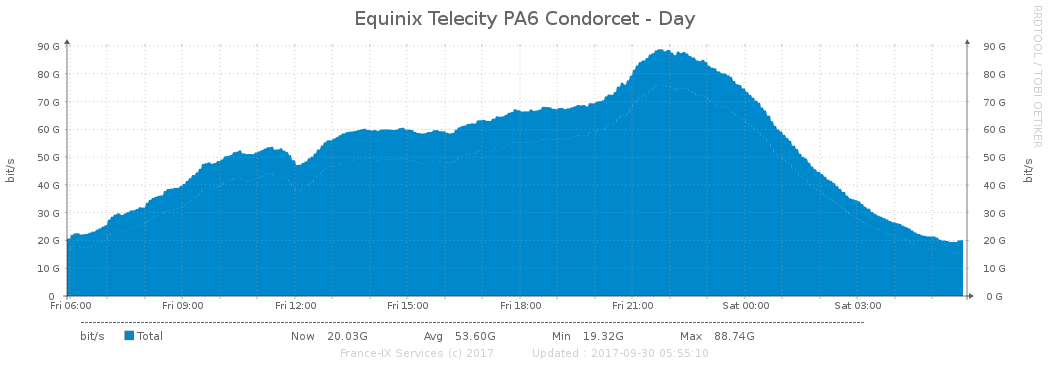 Equinix Telecity PA6 Condorcet - Day
RRDTOOL / TOBI OETIKER
90 G 90 G
80 G 80 G
70 G 70 G
60 G 60 G
50 G 50 G
40 G 40 G
30 G 30 G
20 G 20 G
10 G 10 G
0 0 G
bit/s bit/s
Fri 06:00 Fri 09:00 Fri 12:00 Fri 15:00 Fri 18:00 Fri 21:00 Sat 00:00 Sat 03:00
bit/s Total Now 20.03G Avg 53.60G Min 19.32G Max 88.74G
France-IX Services (c) 2017 Updated : 2017-09-30 05:55:10